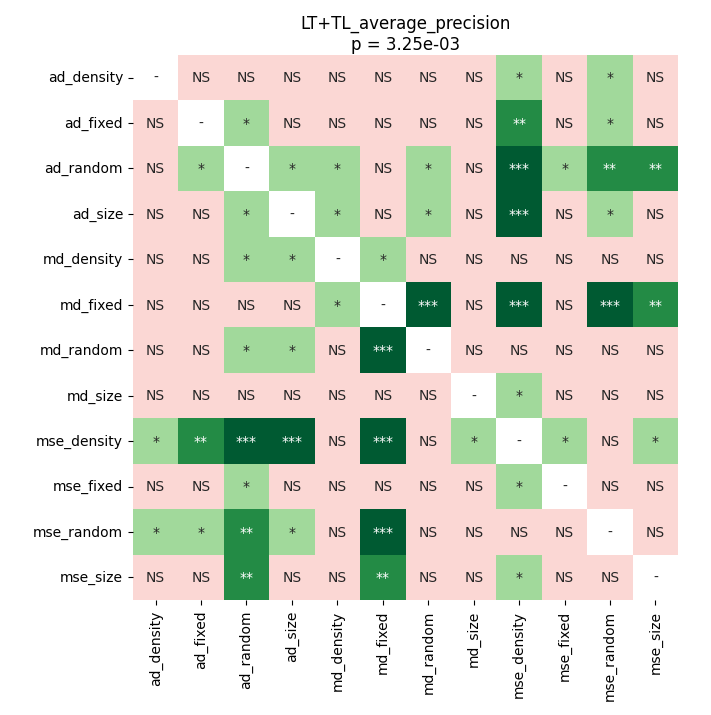 LT+TL_average_precision
p = 3.25e-03
ad_density - NS NS NS NS NS NS NS * NS * NS
ad_fixed NS - * NS NS NS NS NS ** NS * NS
ad_random NS * - * * NS * NS *** * ** **
ad_size NS NS * - * NS * NS *** NS * NS
md_density NS NS * * - * NS NS NS NS NS NS
md_fixed NS NS NS NS * - *** NS *** NS *** **
md_random NS NS * * NS *** - NS NS NS NS NS
md_size NS NS NS NS NS NS NS - * NS NS NS
mse_density * ** *** *** NS *** NS * - * NS *
mse_fixed NS NS * NS NS NS NS NS * - NS NS
mse_random * * ** * NS *** NS NS NS NS - NS
mse_size NS NS ** NS NS ** NS NS * NS NS -
ad_density ad_fixed ad_random ad_size md_density md_fixed md_random md_size mse_density mse_fixed mse_random mse_size